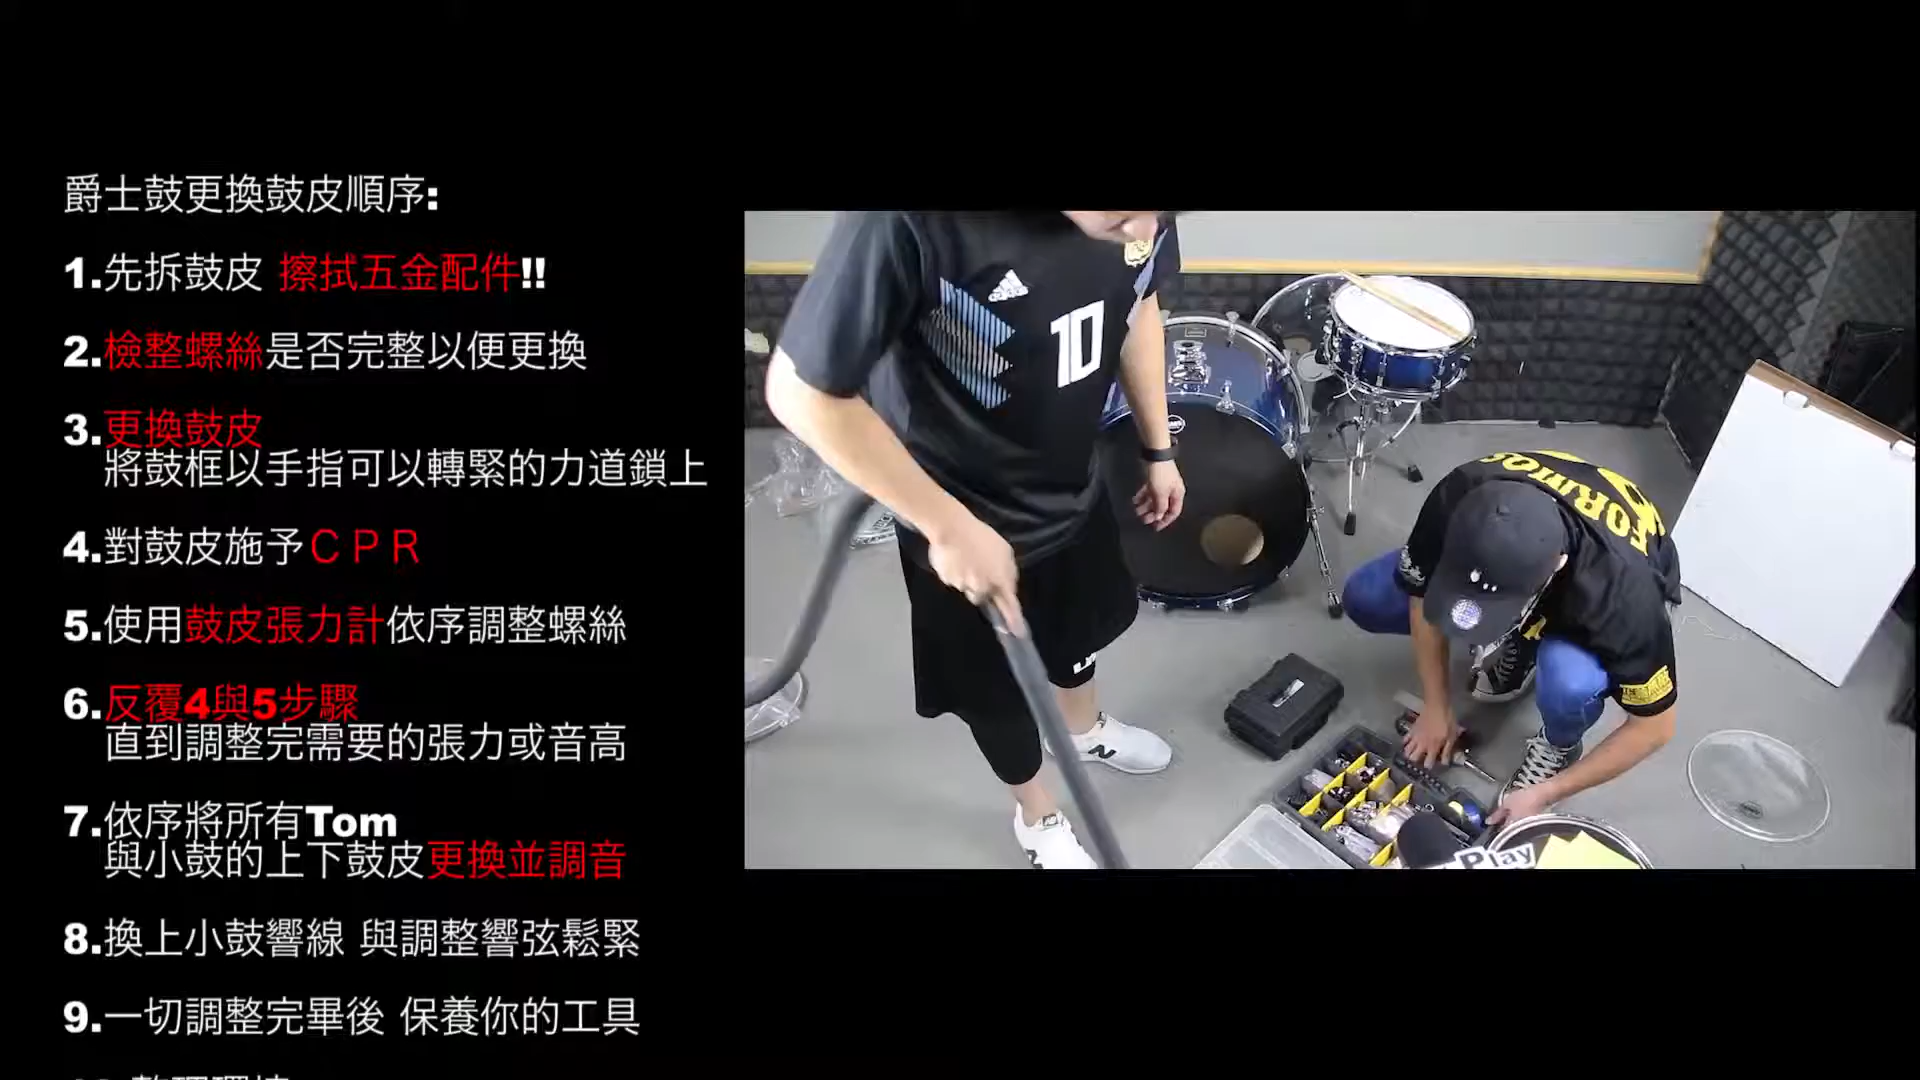 爵士鼓更換鼓皮順序:
1.先拆鼓皮 擦拭五金配件!!
2.檢整螺絲是否完整以便更換
3.更換鼓皮
將鼓框以手指可以轉緊的力道鎖上
4.對鼓皮施予ＣＰＲ
5.使用鼓皮張力計依序調整螺絲
6.反覆4與5步驟
直到調整完需要的張力或音高
7.依序將所有Tom
與小鼓的上下鼓皮更換並調音
8.換上小鼓響線 與調整響弦鬆緊
9.一切調整完畢後 保養你的工具
10
Play